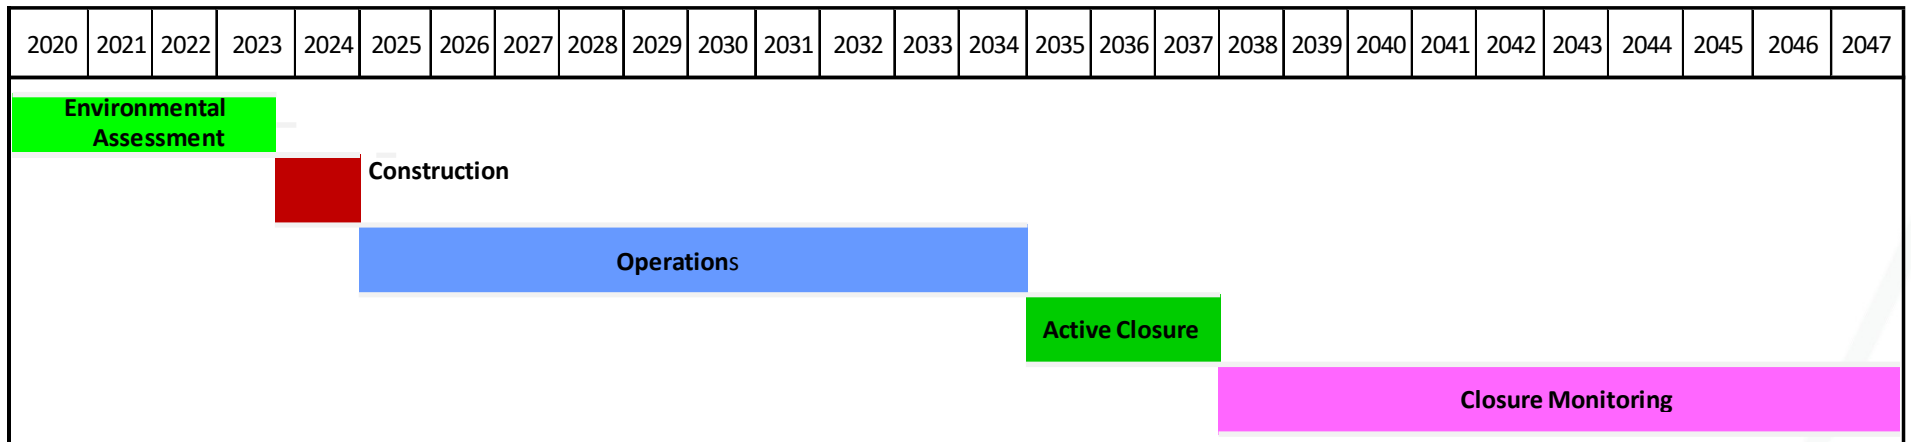 2020 2021 2022 2023 2024 2025 2026 2027 2028 2029 2030 2031 2032 2033 2034 2035 2036 2037 2038 2039 2040 2041 2042 2043 2044 2045 2046 2047
Environmental
Assessment
Construction
Operations
Active Closure
Closure Monitoring